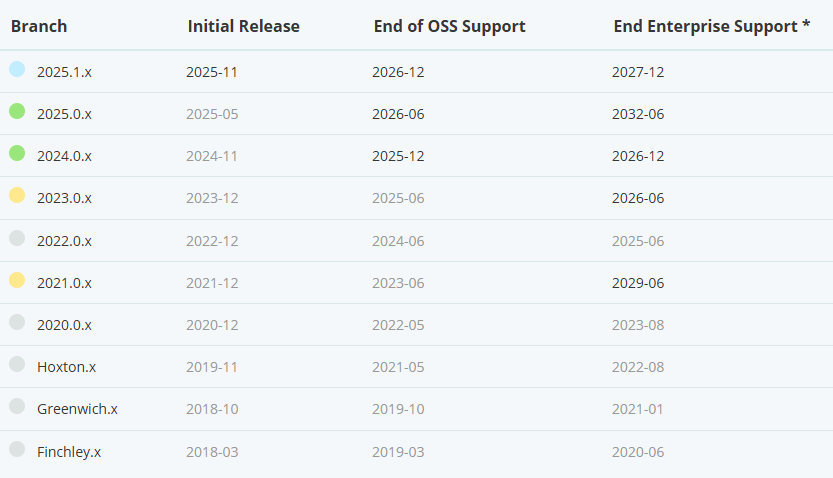 Branch Initial Release End of OSS Support End Enterprise Support *
2025.1.x 2025-11 2026-12 2027-12
2025.0.x 2025-05 2026-06 2032-06
2024.0.x 2024-11 2025-12 2026-12
2023.0.x 2023-12 2025-06 2026-06
2022.0.x 2022-12 2024-06 2025-06
2021.0.x 2021-12 2023-06 2029-06
2020.0.x 2020-12 2022-05 2023-08
Hoxton.x 2019-11 2021-05 2022-08
Greenwich.x 2018-10 2019-10 2021-01
Finchley.x 2018-03 2019-03 2020-06